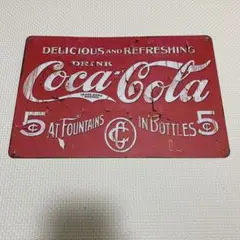 DELICIOUS AND REFRESHING
DRINK
Coca-Cola
5¢ AT FOUNTAINS IN BOTTLES 5¢